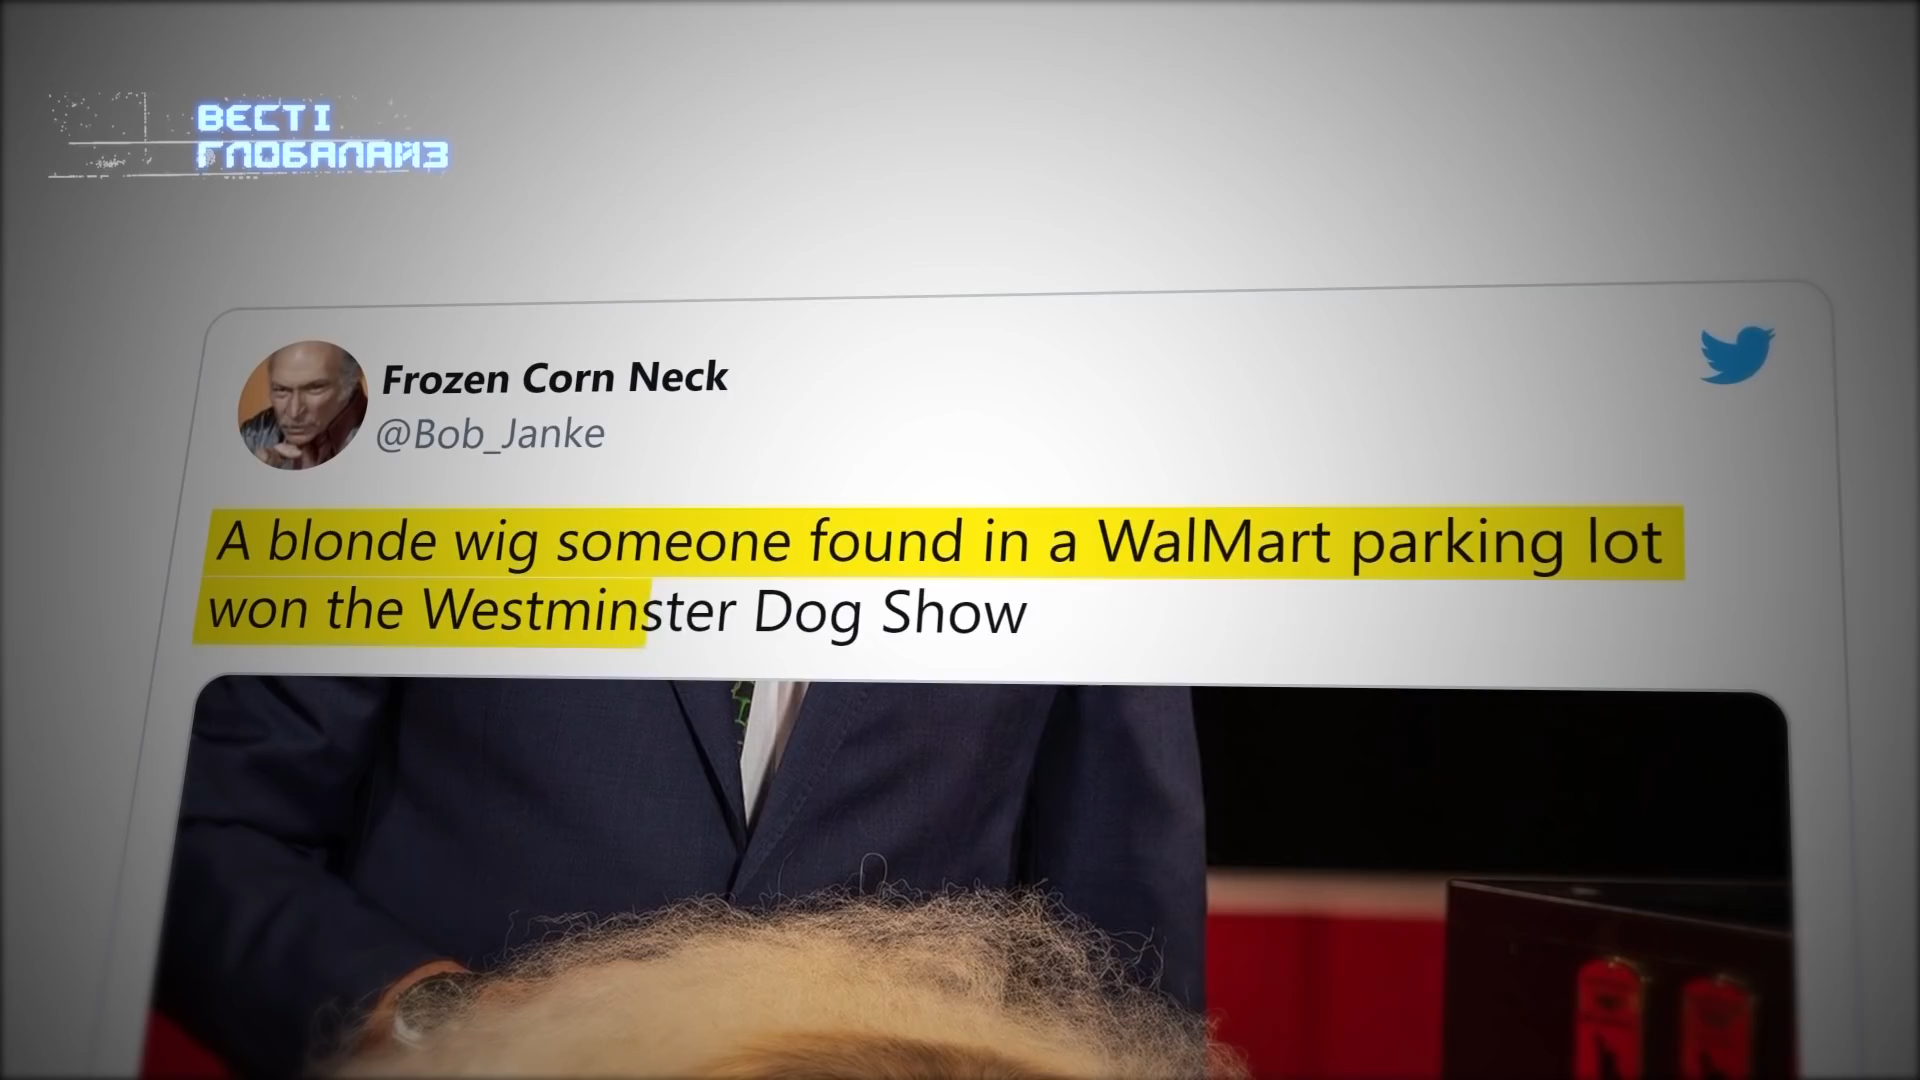 ВЕСТІ
ГЛОБАЛАЙЗ
Frozen Corn Neck
@Bob_Janke
A blonde wig someone found in a WalMart parking lot
won the Westminster Dog Show